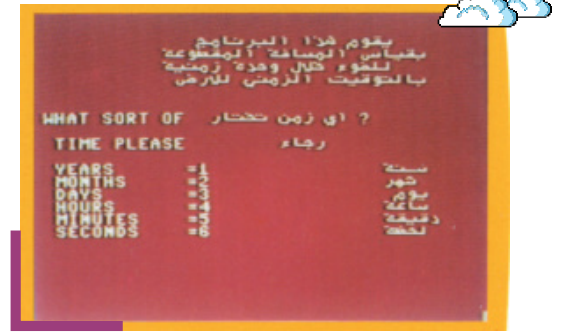 يقوم هذا البرنامج
بقياس المسافة المقطوعة
للضوء خلال وحدة زمنية
بالتوقيت الزمني للارض
WHAT SORT OF ? اي زمن تختار
TIME PLEASE رجاء
YEARS =1 سنة
MONTHS =2 شهر
DAYS =3 يوم
HOURS =4 ساعة
MINUTES =5 دقيقة
SECONDS =6 لحظة